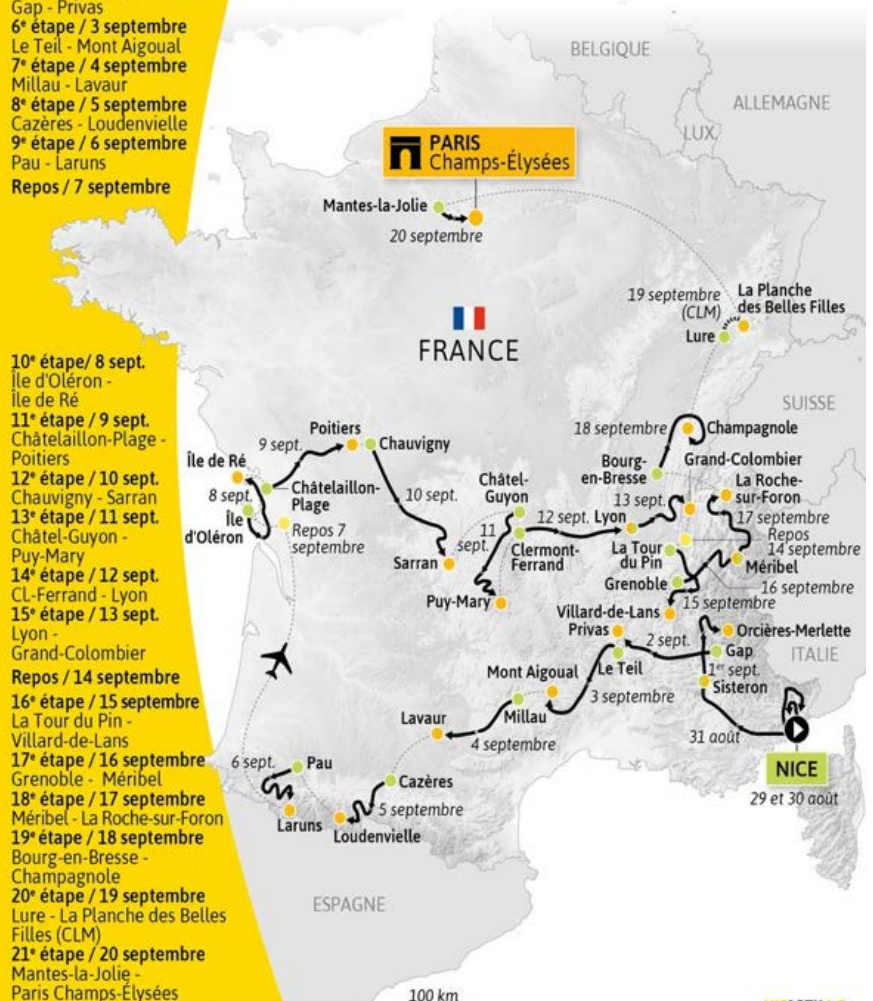 Gap - Privas
6e étape / 3 septembre
Le Teil - Mont Aigoual
7e étape / 4 septembre
Millau - Lavaur
8e étape / 5 septembre
Cazères - Loudenvielle
9e étape / 6 septembre
Pau - Laruns
Repos / 7 septembre
10e étape/ 8 sept.
Île d'Oléron -
Île de Ré
11e étape / 9 sept.
Châtelaillon-Plage -
Poitiers
12e étape / 10 sept.
Chauvigny - Sarran
13e étape / 11 sept.
Châtel-Guyon -
Puy-Mary
14e étape / 12 sept.
CL-Ferrand - Lyon
15e étape / 13 sept.
Lyon -
Grand-Colombier
Repos / 14 septembre
16e étape / 15 septembre
La Tour du Pin -
Villard-de-Lans
17e étape / 16 septembre
Grenoble - Méribel
18e étape / 17 septembre
Méribel - La Roche-sur-Foron
19e étape / 18 septembre
Bourg-en-Bresse -
Champagnole
20e étape / 19 septembre
Lure - La Planche des Belles
Filles (CLM)
21e étape / 20 septembre
Mantes-la-Jolie -
Paris Champs-Élysées
BELGIQUE
ALLEMAGNE
LUX.
PARIS
Champs-Élysées
Mantes-la-Jolie
20 septembre
19 septembre
(CLM)
La Planche
des Belles Filles
Lure
FRANCE
SUISSE
18 septembre
Champagnole
Poitiers
9 sept.
Chauvigny
Île de Ré
8 sept.
Île
d'Oléron
Châtelaillon-
Plage
Repos 7
septembre
10 sept.
Sarran
Châtel-
Guyon
11
sept.
Clermont-
Ferrand
Puy-Mary
12 sept.
Lyon
Bourg-
en-Bresse
13 sept.
Grand-Colombier
La Roche-
sur-Foron
17 septembre
Repos
14 septembre
La Tour
du Pin
Méribel
16 septembre
Grenoble
15 septembre
Villard-de-Lans
Privas
2 sept.
Orcières-Merlette
Gap
ITALIE
Le Teil
1er sept.
Sisteron
Mont Aigoual
3 septembre
Millau
Lavaur
4 septembre
31 août
NICE
29 et 30 août
6 sept.
Pau
Cazères
5 septembre
Laruns
Loudenvielle
ESPAGNE
100 km